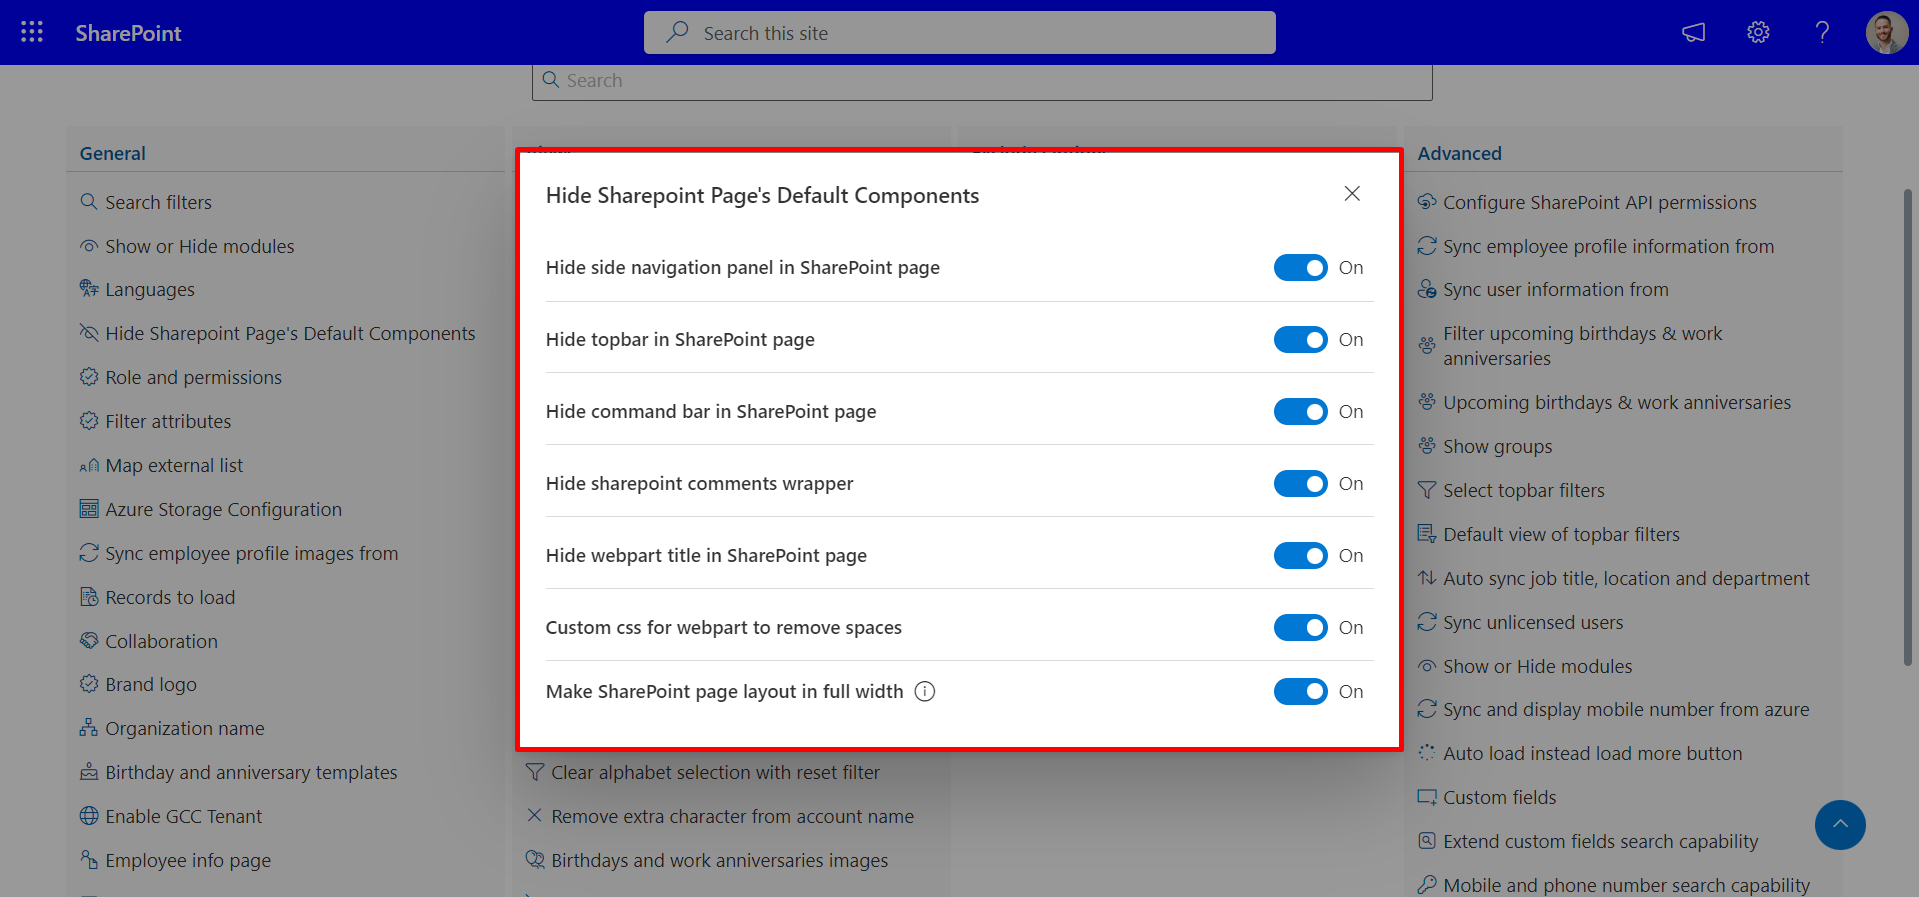 SharePoint
Search this site
Search
General
Search filters
Show or Hide modules
Languages
Hide Sharepoint Page's Default Components
Role and permissions
Filter attributes
Map external list
Azure Storage Configuration
Sync employee profile images from
Records to load
Collaboration
Brand logo
Organization name
Birthday and anniversary templates
Enable GCC Tenant
Employee info page
Hide Sharepoint Page's Default Components
Hide side navigation panel in SharePoint page
On
Hide topbar in SharePoint page
On
Hide command bar in SharePoint page
On
Hide sharepoint comments wrapper
On
Hide webpart title in SharePoint page
On
Custom css for webpart to remove spaces
On
Make SharePoint page layout in full width
On
Clear alphabet selection with reset filter
Remove extra character from account name
Birthdays and work anniversaries images
Advanced
Configure SharePoint API permissions
Sync employee profile information from
Sync user information from
Filter upcoming birthdays & work
anniversaries
Upcoming birthdays & work anniversaries
Show groups
Select topbar filters
Default view of topbar filters
Auto sync job title, location and department
Sync unlicensed users
Show or Hide modules
Sync and display mobile number from azure
Auto load instead load more button
Custom fields
Extend custom fields search capability
Mobile and phone number search capability